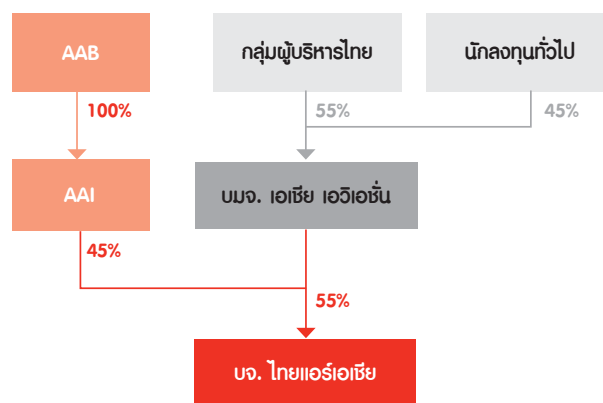 AAB
กลุ่มผู้บริหารไทย
นักลงทุนทั่วไป
100%
55%
45%
AAI
บมจ. เอเชีย เอวิเอชั่น
45%
55%
บจ. ไทยแอร์เอเชีย